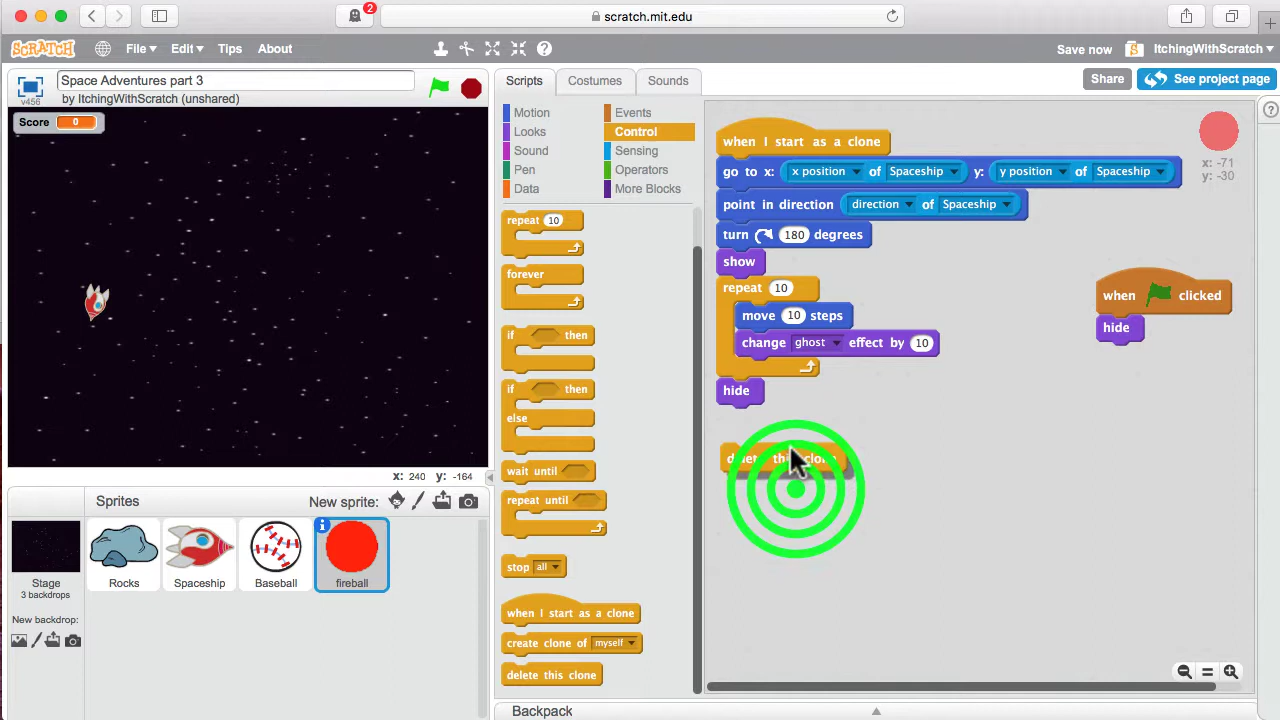 2
scratch.mit.edu
SCRATCH
File
Edit
Tips
About
Save now
ItchingWithScratch
Space Adventures part 3
by ItchingWithScratch (unshared)
v456
Scripts
Costumes
Sounds
Share
See project page
Score 0
Motion
Looks
Sound
Pen
Data
Events
Control
Sensing
Operators
More Blocks
repeat 10
forever
if then
if then
else
wait until
repeat until
stop all
when I start as a clone
create clone of myself
delete this clone
when I start as a clone
go to x: x position of Spaceship y: y position of Spaceship
point in direction direction of Spaceship
turn 180 degrees
show
repeat 10
move 10 steps
change ghost effect by 10
hide
delete this clone
when clicked
hide
x: -71
y: -30
x: 240 y: -164
Sprites
New sprite:
Stage
3 backdrops
New backdrop:
Rocks
Spaceship
Baseball
fireball
Backpack